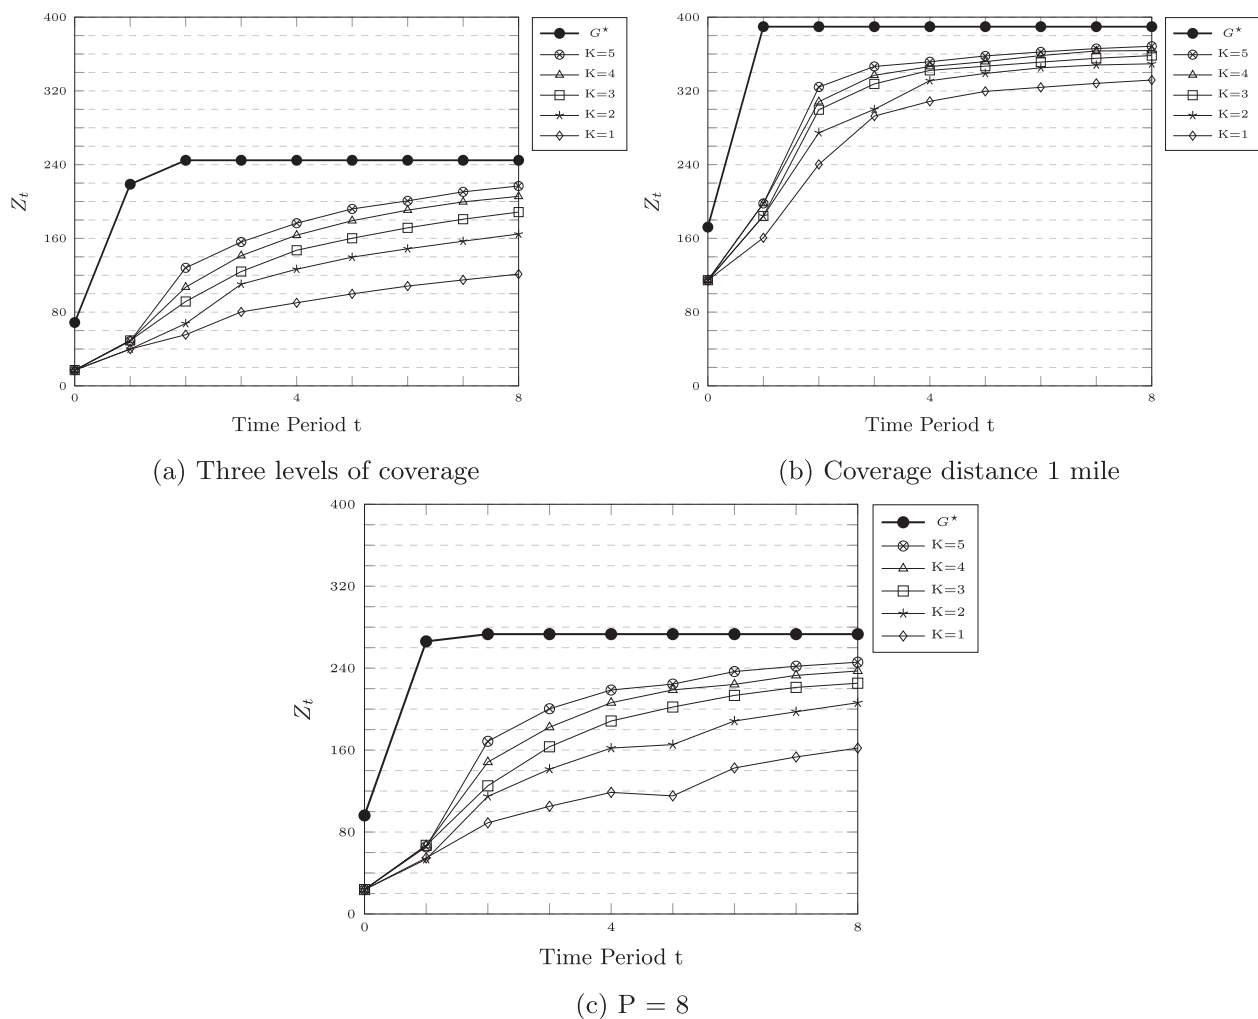 400
320
240
160
80
0
Z_t
0 4 8
Time Period t
G⋆
K=5
K=4
K=3
K=2
K=1
(a) Three levels of coverage
400
320
240
160
80
0
Z_t
0 4 8
Time Period t
G⋆
K=5
K=4
K=3
K=2
K=1
(b) Coverage distance 1 mile
400
320
240
160
80
0
Z_t
0 4 8
Time Period t
G⋆
K=5
K=4
K=3
K=2
K=1
(c) P = 8